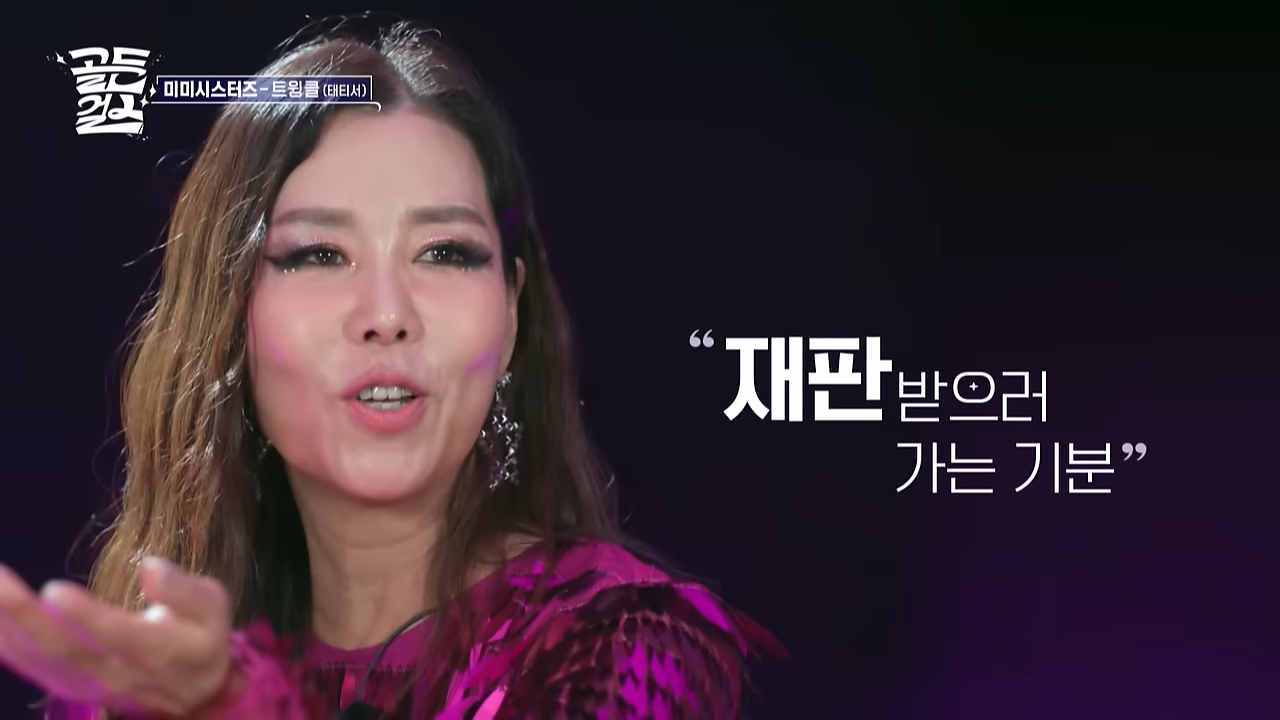 골든
걸스
미미시스터즈 - 트윙클 (태티서)
“재판 받으러
가는 기분”